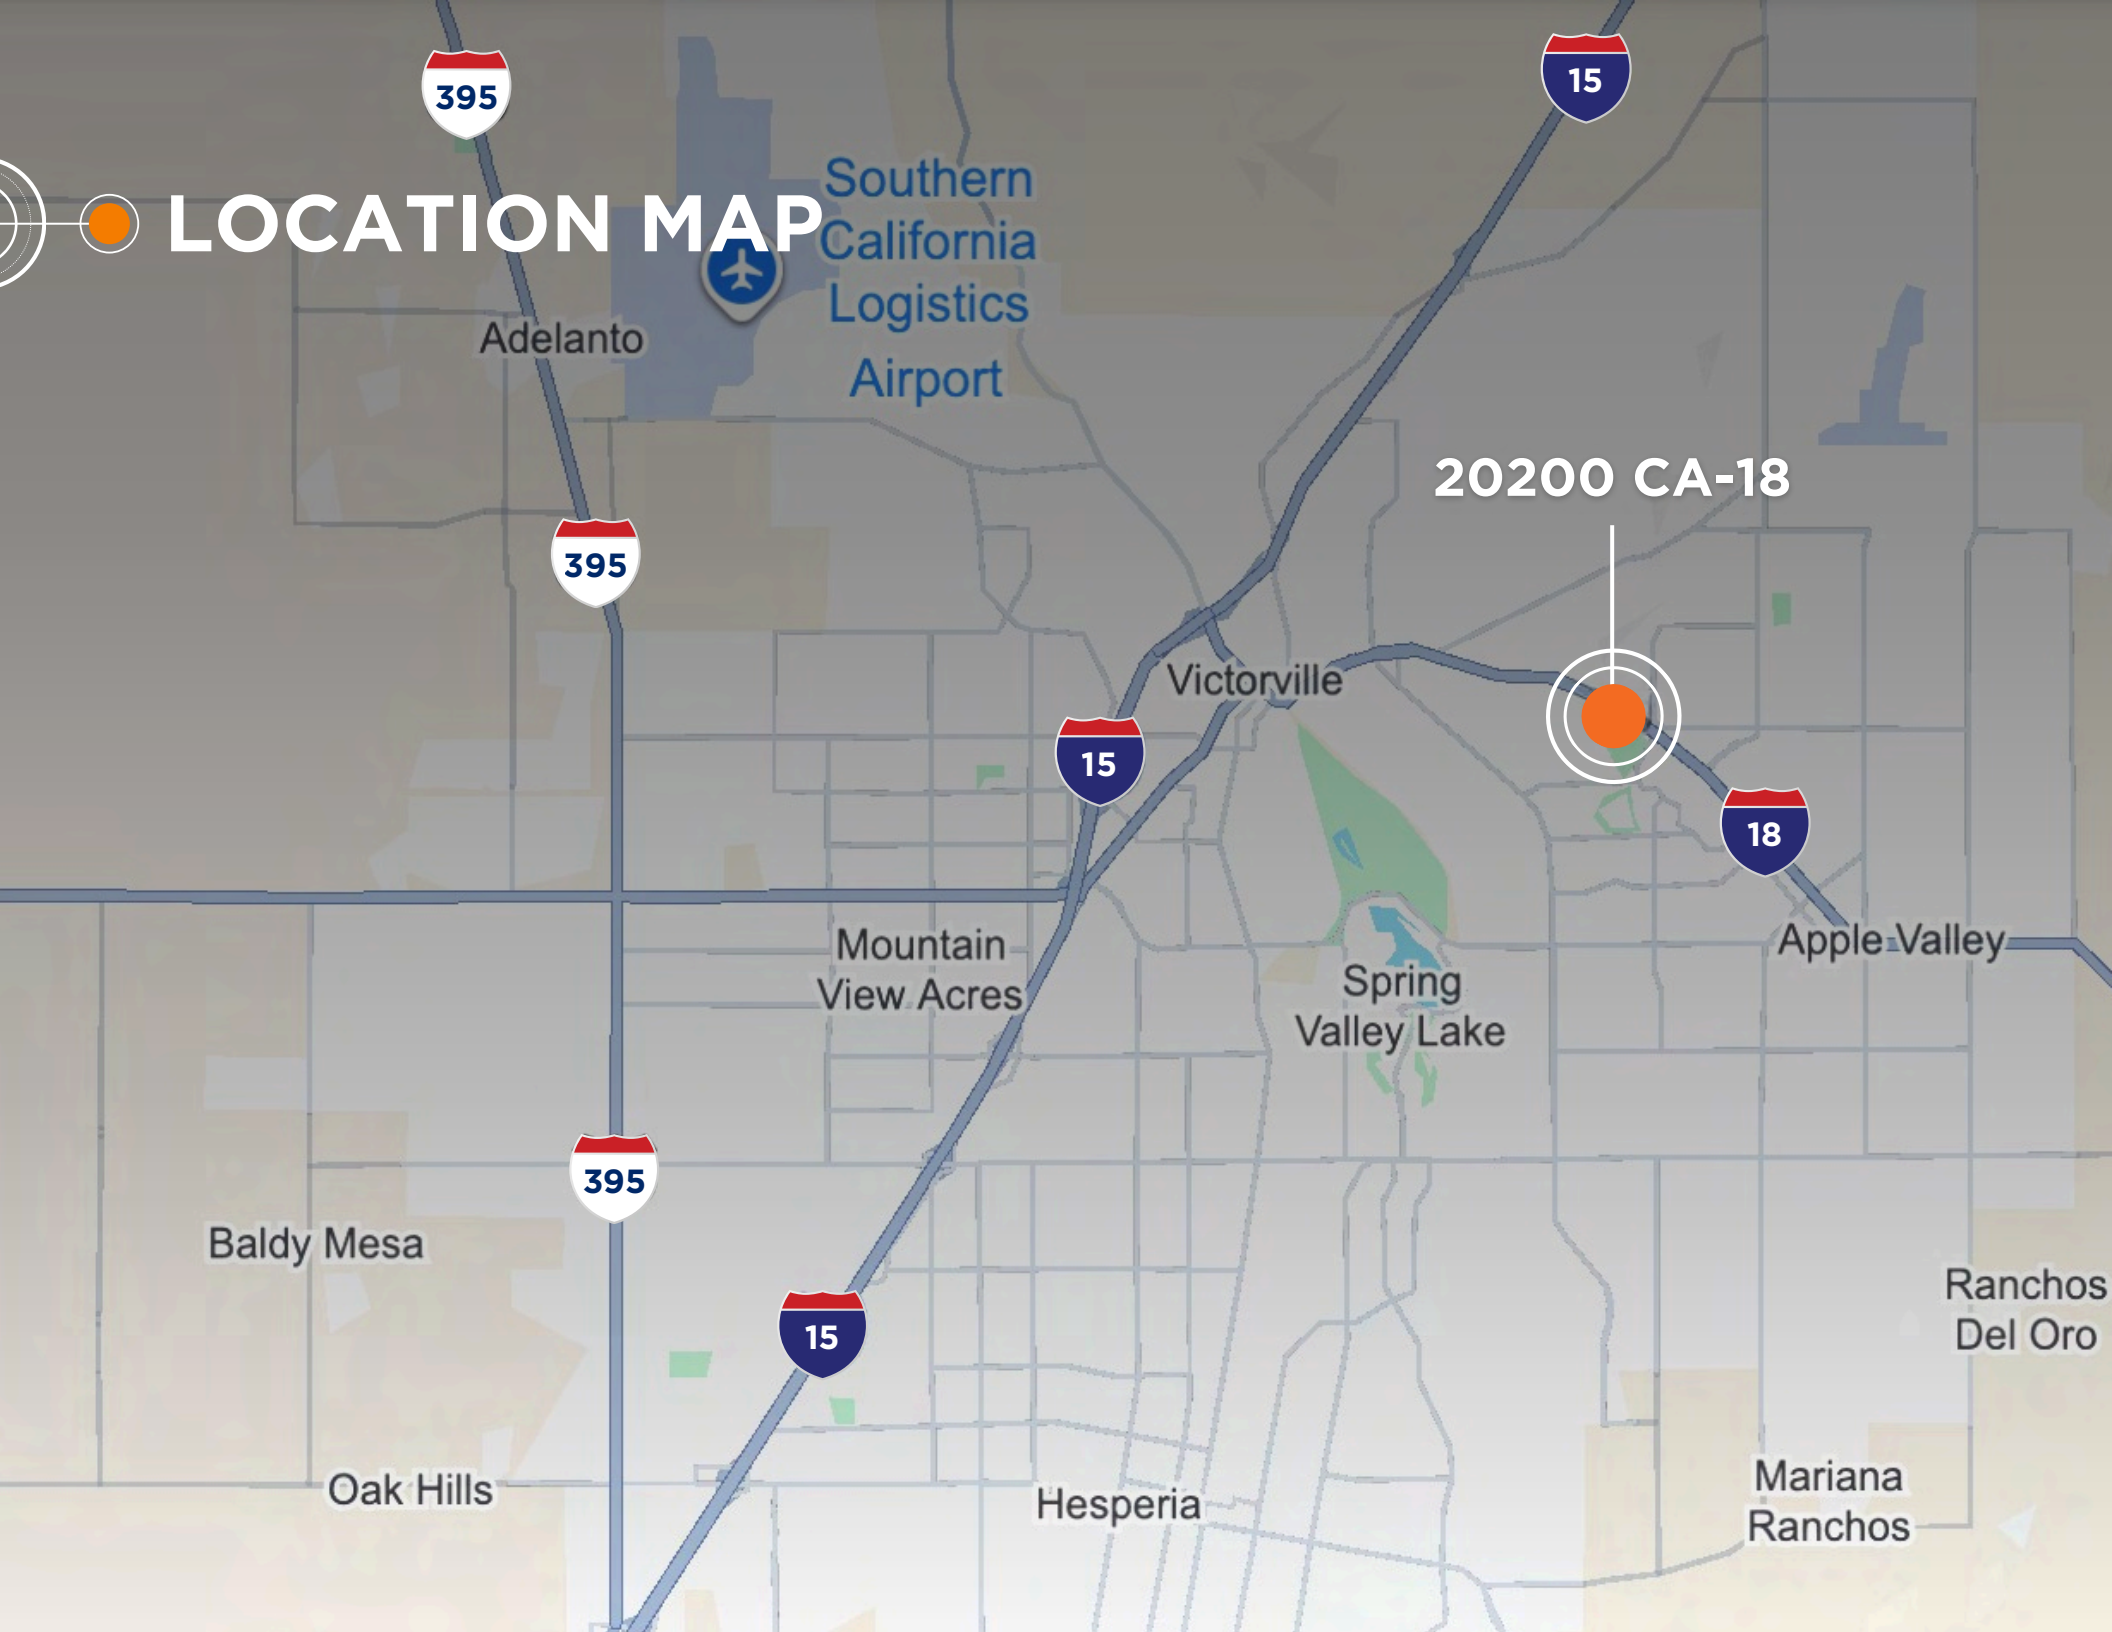 395
15
LOCATION MAP
Southern
California
Logistics
Airport
Adelanto
20200 CA-18
395
Victorville
15
18
Mountain
View Acres
Apple Valley
Spring
Valley Lake
395
Baldy Mesa
Ranchos
Del Oro
15
Oak Hills
Hesperia
Mariana
Ranchos